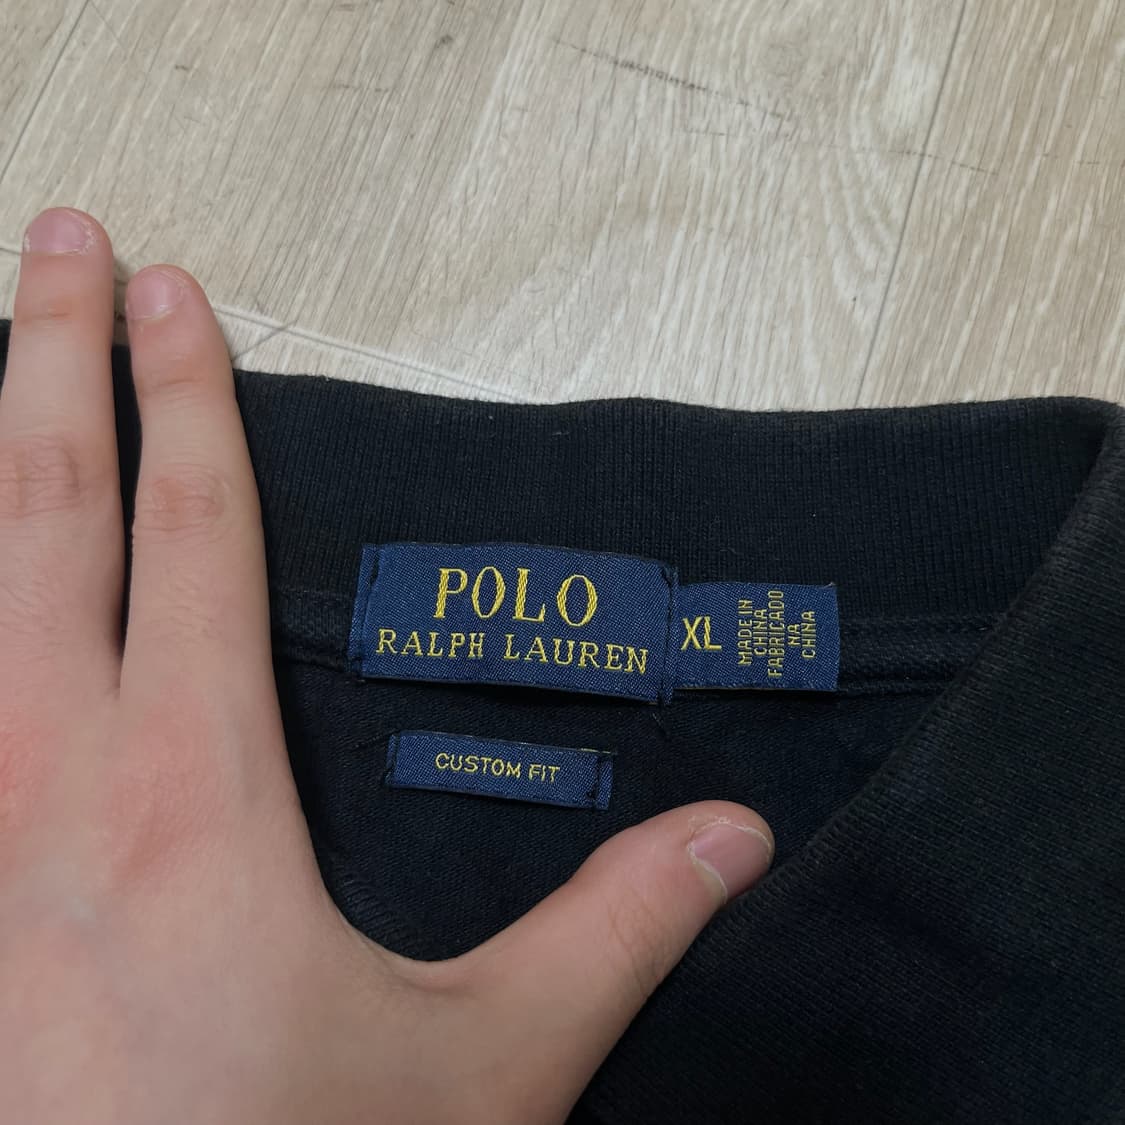 POLO
RALPH LAUREN
XL
MADE IN
CHINA
FABRICADO
NA
CHINA
CUSTOM FIT